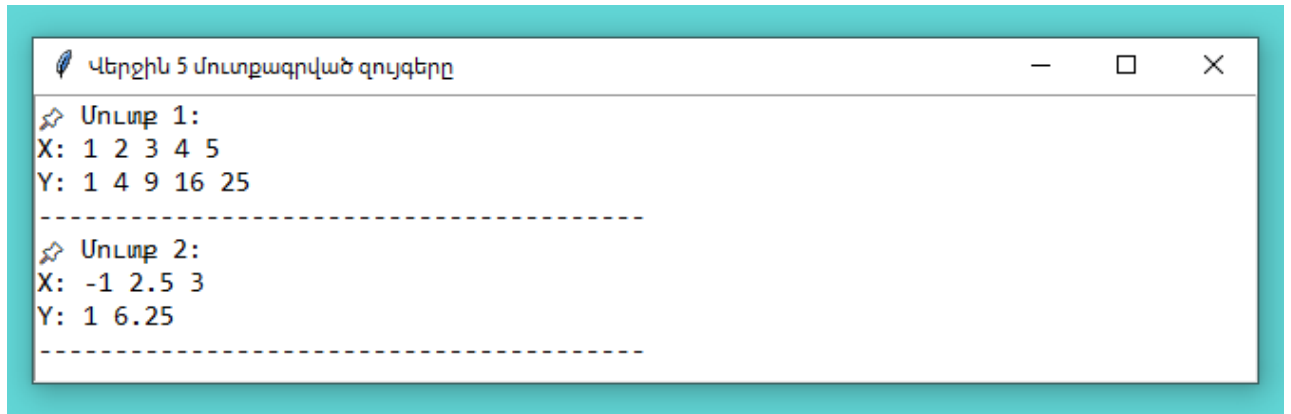 Վերջին 5 մուտքագրված զույգերը
📌 Մուտք 1:
X: 1 2 3 4 5
Y: 1 4 9 16 25
----------------------------------------
📌 Մուտք 2:
X: -1 2.5 3
Y: 1 6.25
----------------------------------------